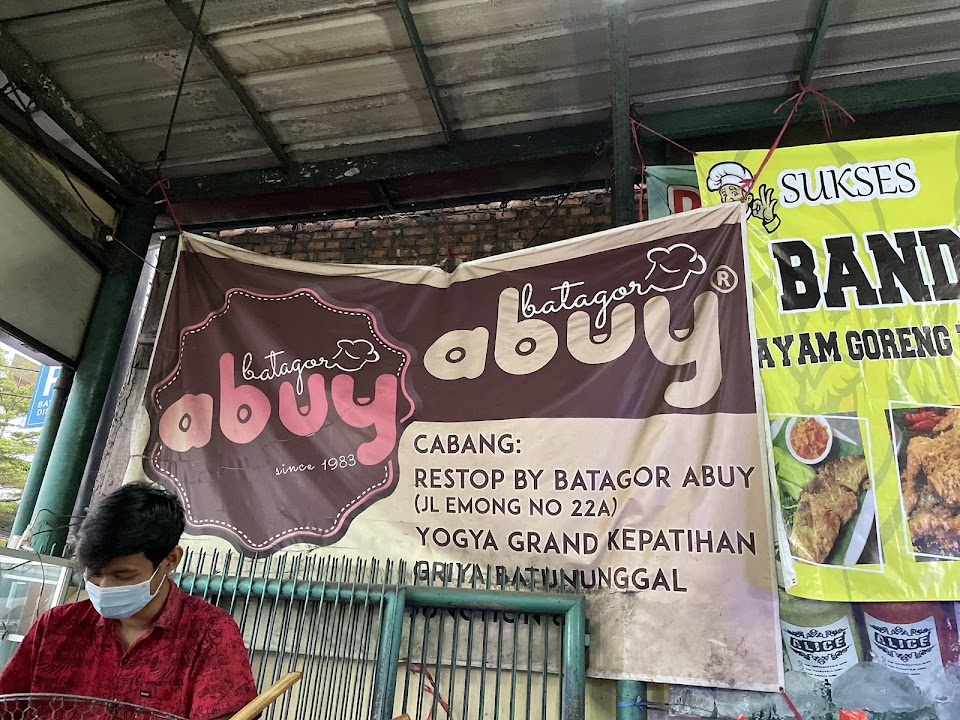 batagor
abuy
since 1983
batagor
abuy®
CABANG:
RESTOP BY BATAGOR ABUY
(JL EMONG NO 22A)
YOGYA GRAND KEPATIHAN
GRIYA BATUNUNGGAL
SUKSES
BAND
AYAM GORENG
P
ALICE
ALICE